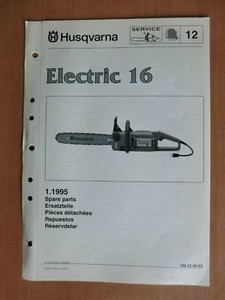 Husqvarna
SERVICE
12
Electric 16
1.1995
Spare parts
Ersatzteile
Pièces détachées
Repuestos
Reservdelar